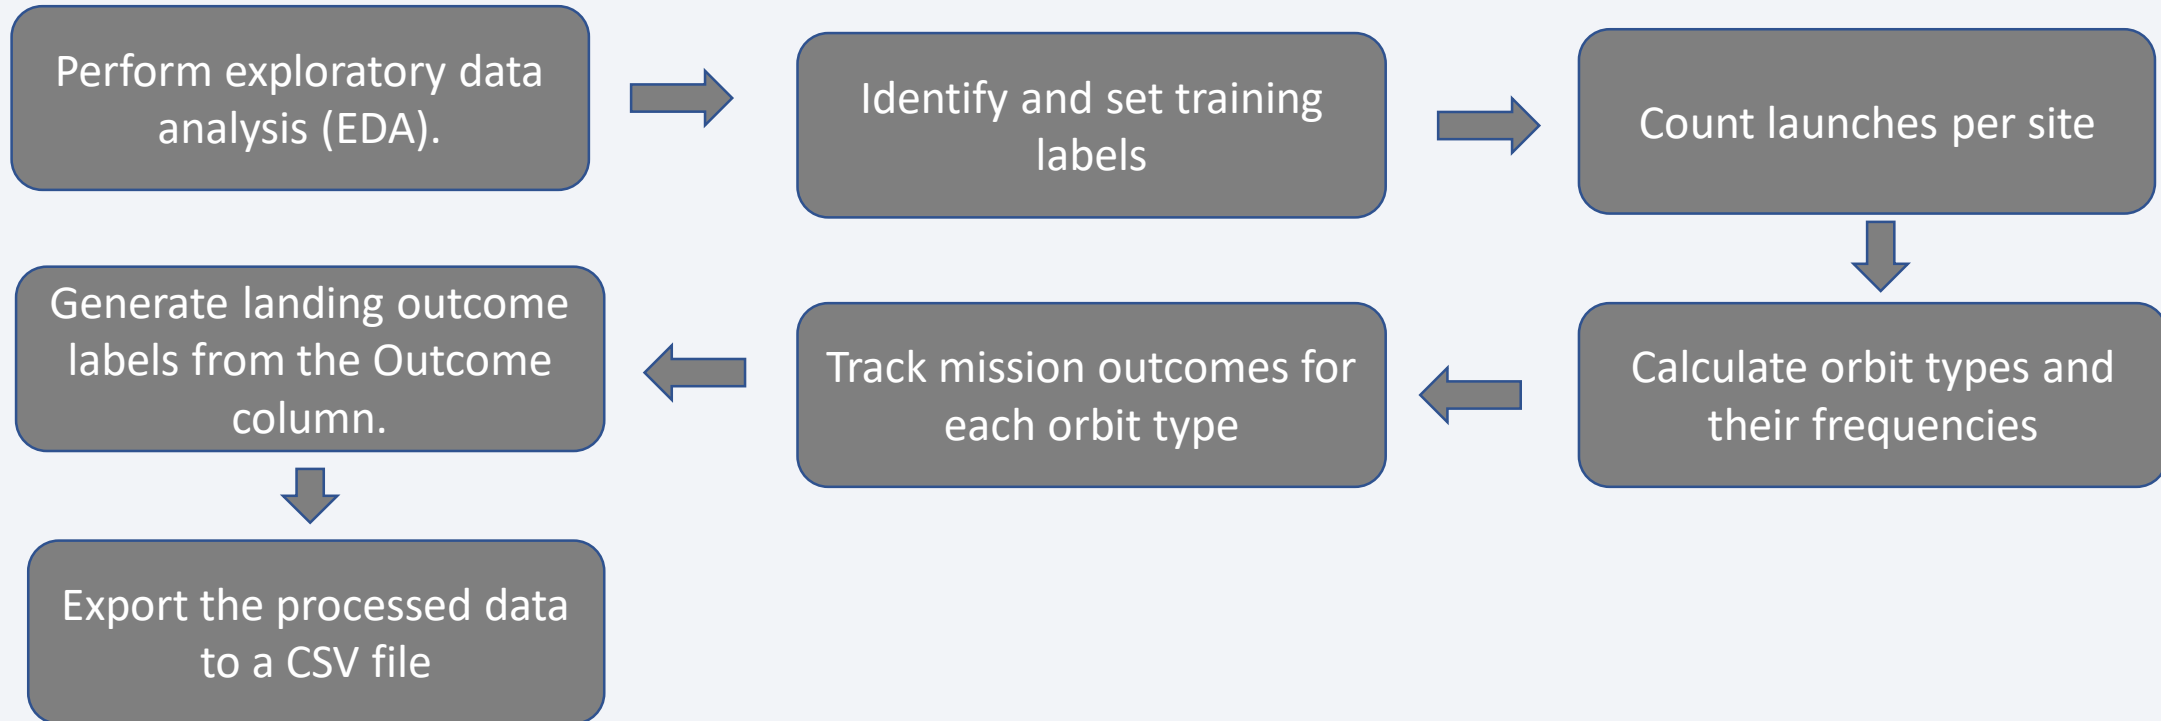 Perform exploratory data
analysis (EDA).
Identify and set training
labels
Count launches per site
Calculate orbit types and
their frequencies
Track mission outcomes for
each orbit type
Generate landing outcome
labels from the Outcome
column.
Export the processed data
to a CSV file